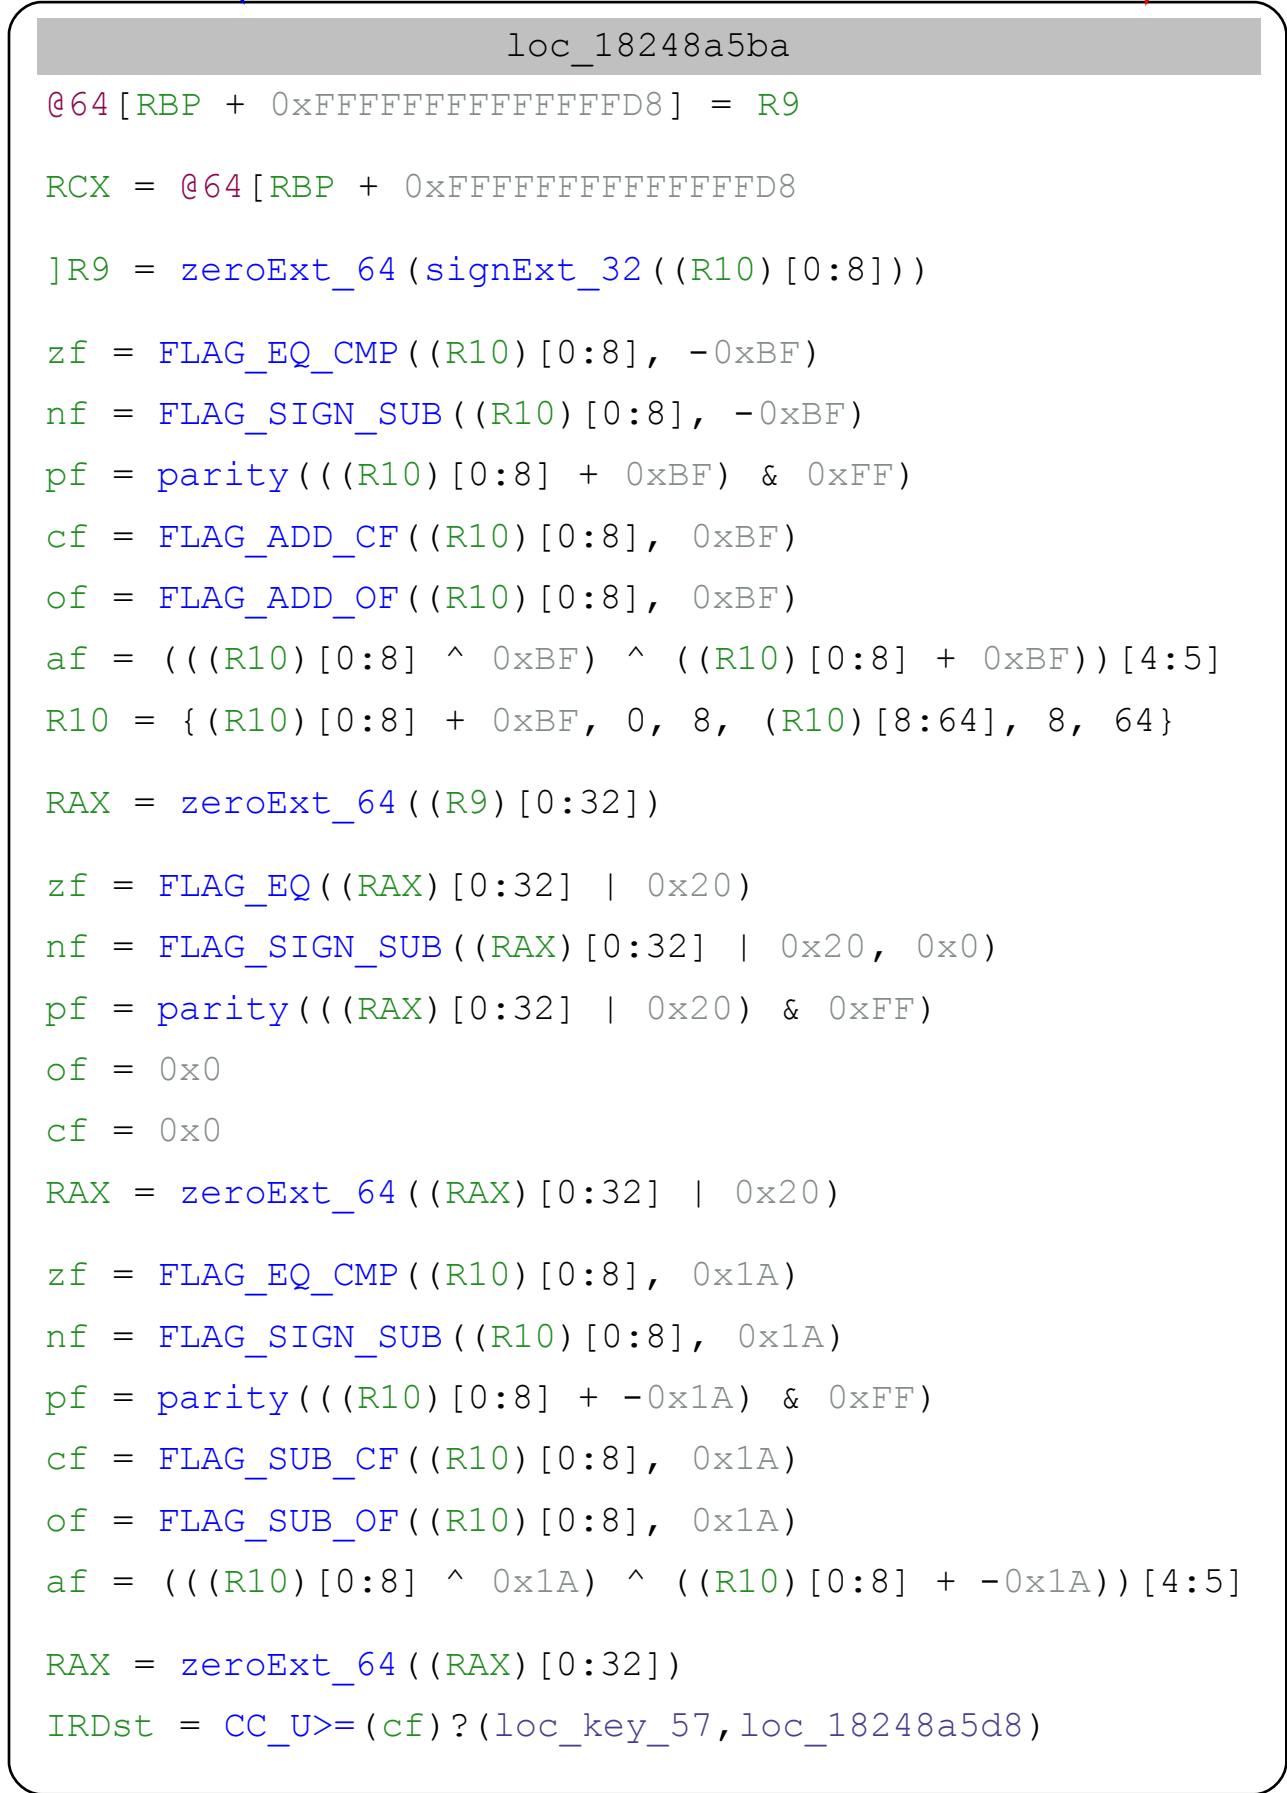 loc_18248a5ba
@64[RBP + 0xFFFFFFFFFFFFFFD8] = R9
RCX = @64[RBP + 0xFFFFFFFFFFFFFFD8
]R9 = zeroExt_64(signExt_32((R10)[0:8]))
zf = FLAG_EQ_CMP((R10)[0:8], -0xBF)
nf = FLAG_SIGN_SUB((R10)[0:8], -0xBF)
pf = parity(((R10)[0:8] + 0xBF) & 0xFF)
cf = FLAG_ADD_CF((R10)[0:8], 0xBF)
of = FLAG_ADD_OF((R10)[0:8], 0xBF)
af = (((R10)[0:8] ^ 0xBF) ^ ((R10)[0:8] + 0xBF))[4:5]
R10 = {(R10)[0:8] + 0xBF, 0, 8, (R10)[8:64], 8, 64}
RAX = zeroExt_64((R9)[0:32])
zf = FLAG_EQ((RAX)[0:32] | 0x20)
nf = FLAG_SIGN_SUB((RAX)[0:32] | 0x20, 0x0)
pf = parity(((RAX)[0:32] | 0x20) & 0xFF)
of = 0x0
cf = 0x0
RAX = zeroExt_64((RAX)[0:32] | 0x20)
zf = FLAG_EQ_CMP((R10)[0:8], 0x1A)
nf = FLAG_SIGN_SUB((R10)[0:8], 0x1A)
pf = parity(((R10)[0:8] + -0x1A) & 0xFF)
cf = FLAG_SUB_CF((R10)[0:8], 0x1A)
of = FLAG_SUB_OF((R10)[0:8], 0x1A)
af = (((R10)[0:8] ^ 0x1A) ^ ((R10)[0:8] + -0x1A))[4:5]
RAX = zeroExt_64((RAX)[0:32])
IRDst = CC_U>=(cf)?(loc_key_57,loc_18248a5d8)